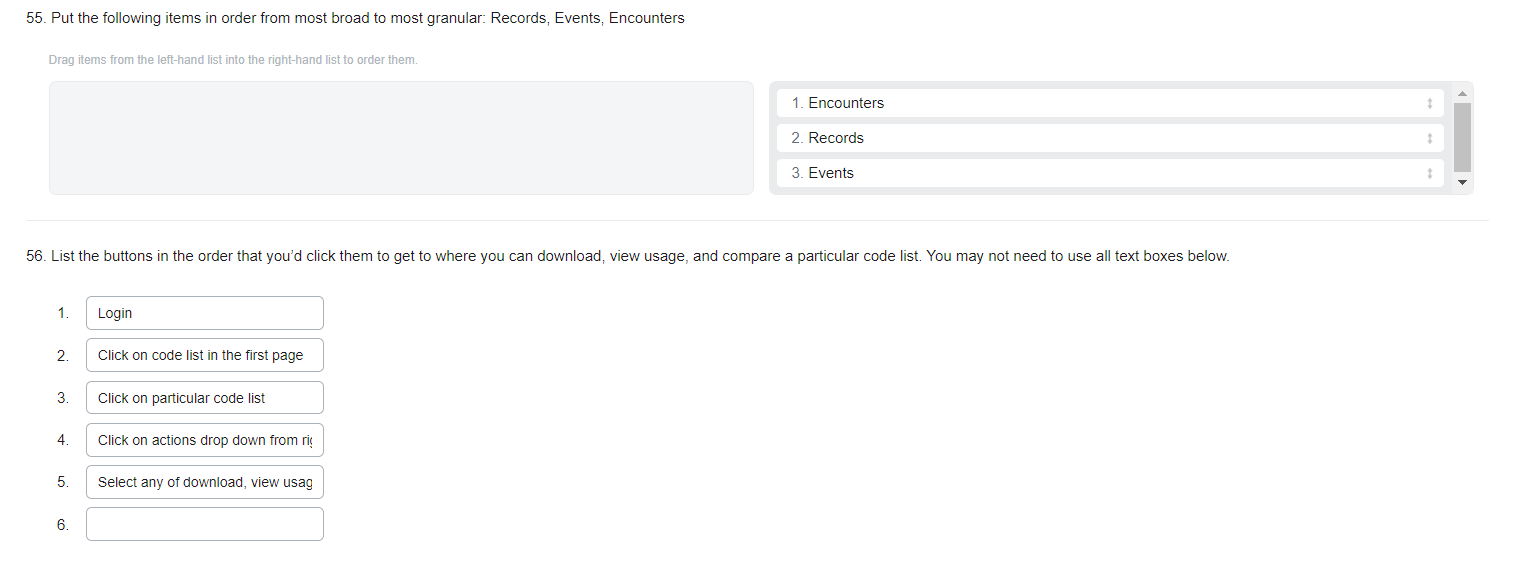 55. Put the following items in order from most broad to most granular: Records, Events, Encounters
Drag items from the left-hand list into the right-hand list to order them.
1. Encounters
2. Records
3. Events
56. List the buttons in the order that you’d click them to get to where you can download, view usage, and compare a particular code list. You may not need to use all text boxes below.
1. Login
2. Click on code list in the first page
3. Click on particular code list
4. Click on actions drop down from rig
5. Select any of download, view usag
6.